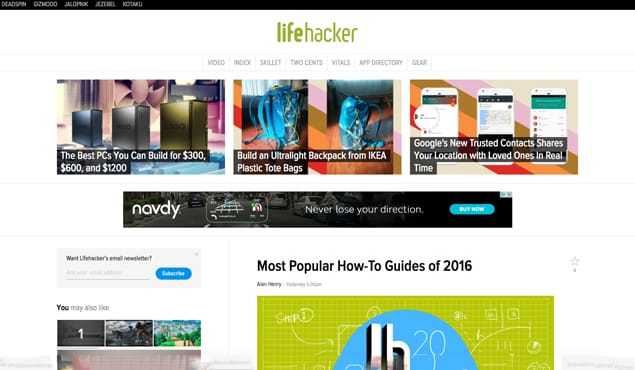 DEADSPIN GIZMODO JALOPNIK JEZEBEL KOTAKU
lifehacker
VIDEO INDEX SKILLET TWO CENTS VITALS APP DIRECTORY GEAR
The Best PCs You Can Build for $300,
$600, and $1200
Build an Ultralight Backpack from IKEA
Plastic Tote Bags
Google's New Trusted Contacts Shares
Your Location with Loved Ones In Real
Time
navdy Never lose your direction. BUY NOW
Want Lifehacker's email newsletter?
Add your email address
Subscribe
You may also like
1
Most Popular How-To Guides of 2016
Alan Henry - Yesterday 5:00pm
STEP 1
lh
20